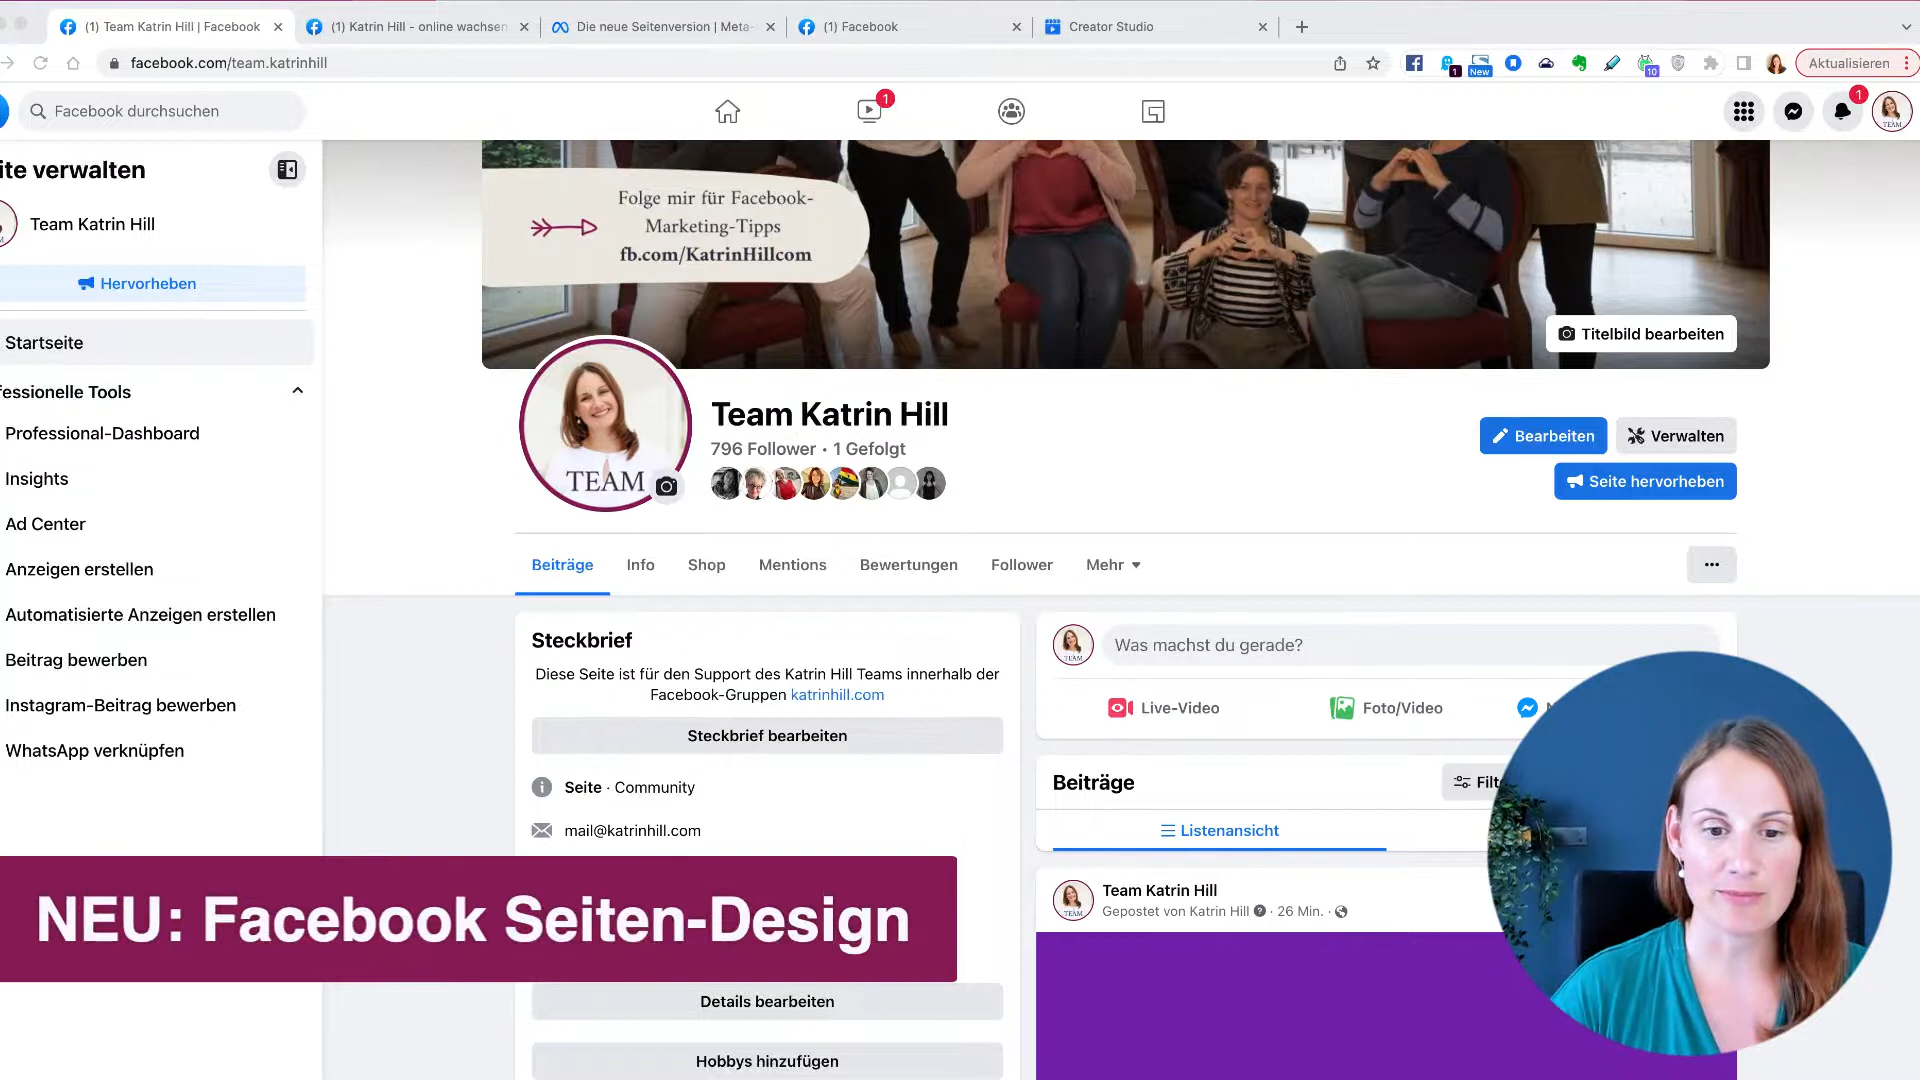 (1) Team Katrin Hill | Facebook
(1) Katrin Hill - online wachsen
Die neue Seitenversion | Meta-
(1) Facebook
Creator Studio
facebook.com/team.katrinhill
1
New
10
Aktualisieren
Facebook durchsuchen
1
1
TEAM
ite verwalten
Team Katrin Hill
Hervorheben
Startseite
fessionelle Tools
Professional-Dashboard
Insights
Ad Center
Anzeigen erstellen
Automatisierte Anzeigen erstellen
Beitrag bewerben
Instagram-Beitrag bewerben
WhatsApp verknüpfen
Folge mir für Facebook-
Marketing-Tipps
fb.com/KatrinHillcom
Titelbild bearbeiten
TEAM
Team Katrin Hill
796 Follower • 1 Gefolgt
Bearbeiten
Verwalten
Seite hervorheben
Beiträge
Info
Shop
Mentions
Bewertungen
Follower
Mehr
Steckbrief
Diese Seite ist für den Support des Katrin Hill Teams innerhalb der
Facebook-Gruppen katrinhill.com
Steckbrief bearbeiten
Seite · Community
mail@katrinhill.com
Details bearbeiten
Hobbys hinzufügen
TEAM
Was machst du gerade?
Live-Video
Foto/Video
Beiträge
Listenansicht
TEAM
Team Katrin Hill
Gepostet von Katrin Hill · 26 Min. ·
NEU: Facebook Seiten-Design